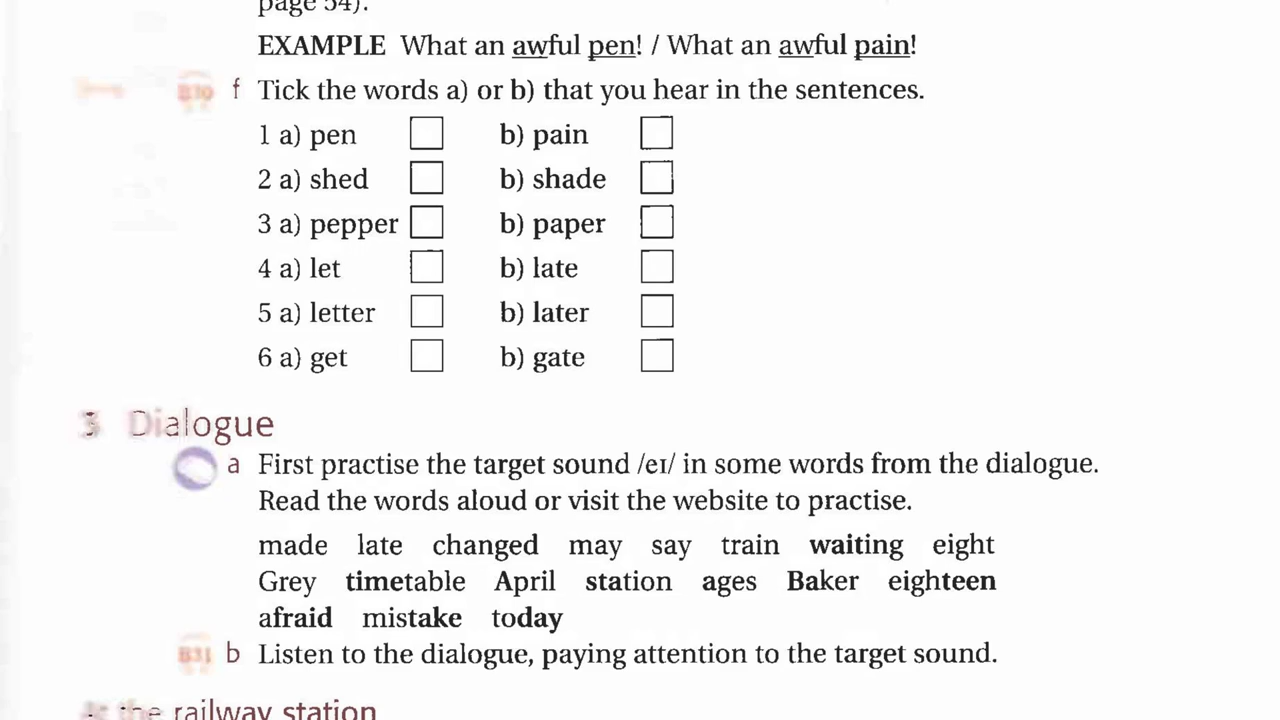 page 54).
EXAMPLE What an awful pen! / What an awful pain!
B30 f Tick the words a) or b) that you hear in the sentences.
1 a) pen b) pain
2 a) shed b) shade
3 a) pepper b) paper
4 a) let b) late
5 a) letter b) later
6 a) get b) gate
3 Dialogue
a First practise the target sound /eɪ/ in some words from the dialogue.
Read the words aloud or visit the website to practise.
made late changed may say train waiting eight
Grey timetable April station ages Baker eighteen
afraid mistake today
B31 b Listen to the dialogue, paying attention to the target sound.
At the railway station